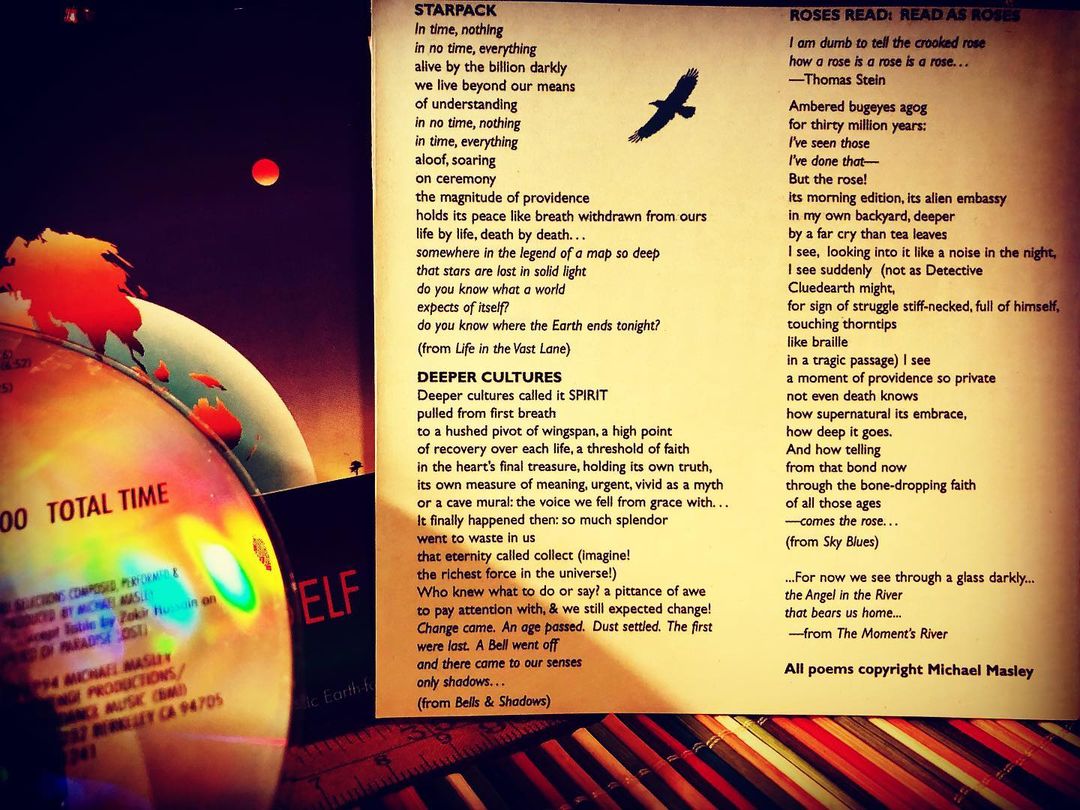 STARPACK
In time, nothing
in no time, everything
alive by the billion darkly
we live beyond our means
of understanding
in no time, nothing
in time, everything
aloof, soaring
on ceremony
the magnitude of providence
holds its peace like breath withdrawn from ours
life by life, death by death...
somewhere in the legend of a map so deep
that stars are lost in solid light
do you know what a world
expects of itself?
do you know where the Earth ends tonight?
(from Life in the Vast Lane)
DEEPER CULTURES
Deeper cultures called it SPIRIT
pulled from first breath
to a hushed pivot of wingspan, a high point
of recovery over each life, a threshold of faith
in the heart's final treasure, holding its own truth,
its own measure of meaning, urgent, vivid as a myth
or a cave mural: the voice we fell from grace with...
It finally happened then: so much splendor
went to waste in us
that eternity called collect (imagine!
the richest force in the universe!)
Who knew what to do or say? a pittance of awe
to pay attention with, & we still expected change!
Change came. An age passed. Dust settled. The first
were last. A Bell went off
and there came to our senses
only shadows...
(from Bells & Shadows)
ROSES READ: READ AS ROSES
I am dumb to tell the crooked rose
how a rose is a rose is a rose...
—Thomas Stein
Ambered bugeyes agog
for thirty million years:
I've seen those
I've done that—
But the rose!
its morning edition, its alien embassy
in my own backyard, deeper
by a far cry than tea leaves
I see, looking into it like a noise in the night,
I see suddenly (not as Detective
Cluedearth might,
for sign of struggle stiff-necked, full of himself,
touching thorntips
like braille
in a tragic passage) I see
a moment of providence so private
not even death knows
how supernatural its embrace,
how deep it goes.
And how telling
from that bond now
through the bone-dropping faith
of all those ages
—comes the rose...
(from Sky Blues)
...For now we see through a glass darkly...
the Angel in the River
that bears us home...
—from The Moment's River
All poems copyright Michael Masley
00 TOTAL TIME
SELECTIONS COMPOSED, PERFORMED &
BY MICHAEL MASLEY
except tabla by Zakir Hussain on
OF PARADISE LOST)
94 MICHAEL MASLEY
PRODUCTIONS/
MUSIC (BMI)
BERKELEY CA 94705
ELF